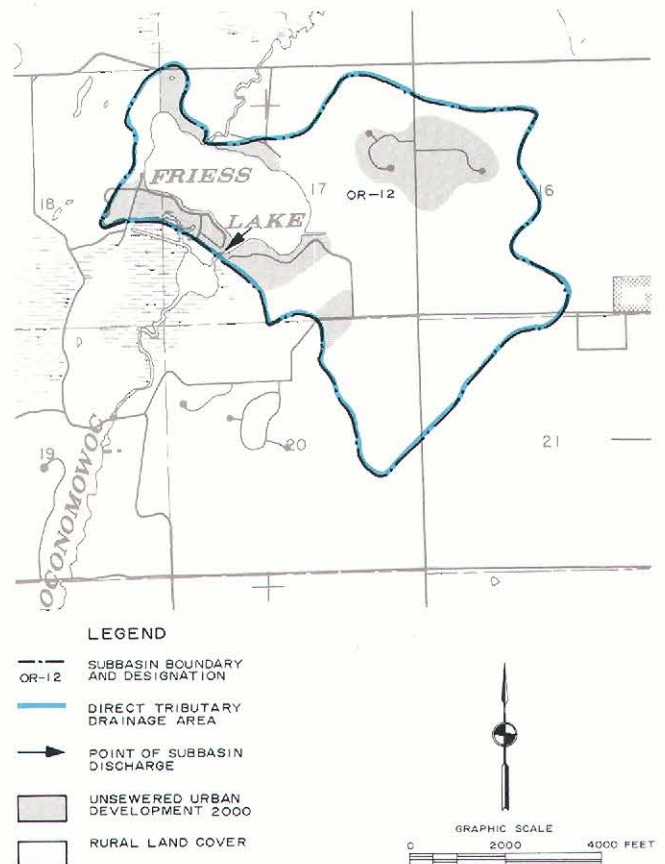 FRIESS
LAKE
18
17
OR-12
16
OCONOMOWOC
19
20
21
LEGEND
OR-12
SUBBASIN BOUNDARY
AND DESIGNATION
DIRECT TRIBUTARY
DRAINAGE AREA
POINT OF SUBBASIN
DISCHARGE
UNSEWERED URBAN
DEVELOPMENT 2000
RURAL LAND COVER
GRAPHIC SCALE
0 2000 4000 FEET